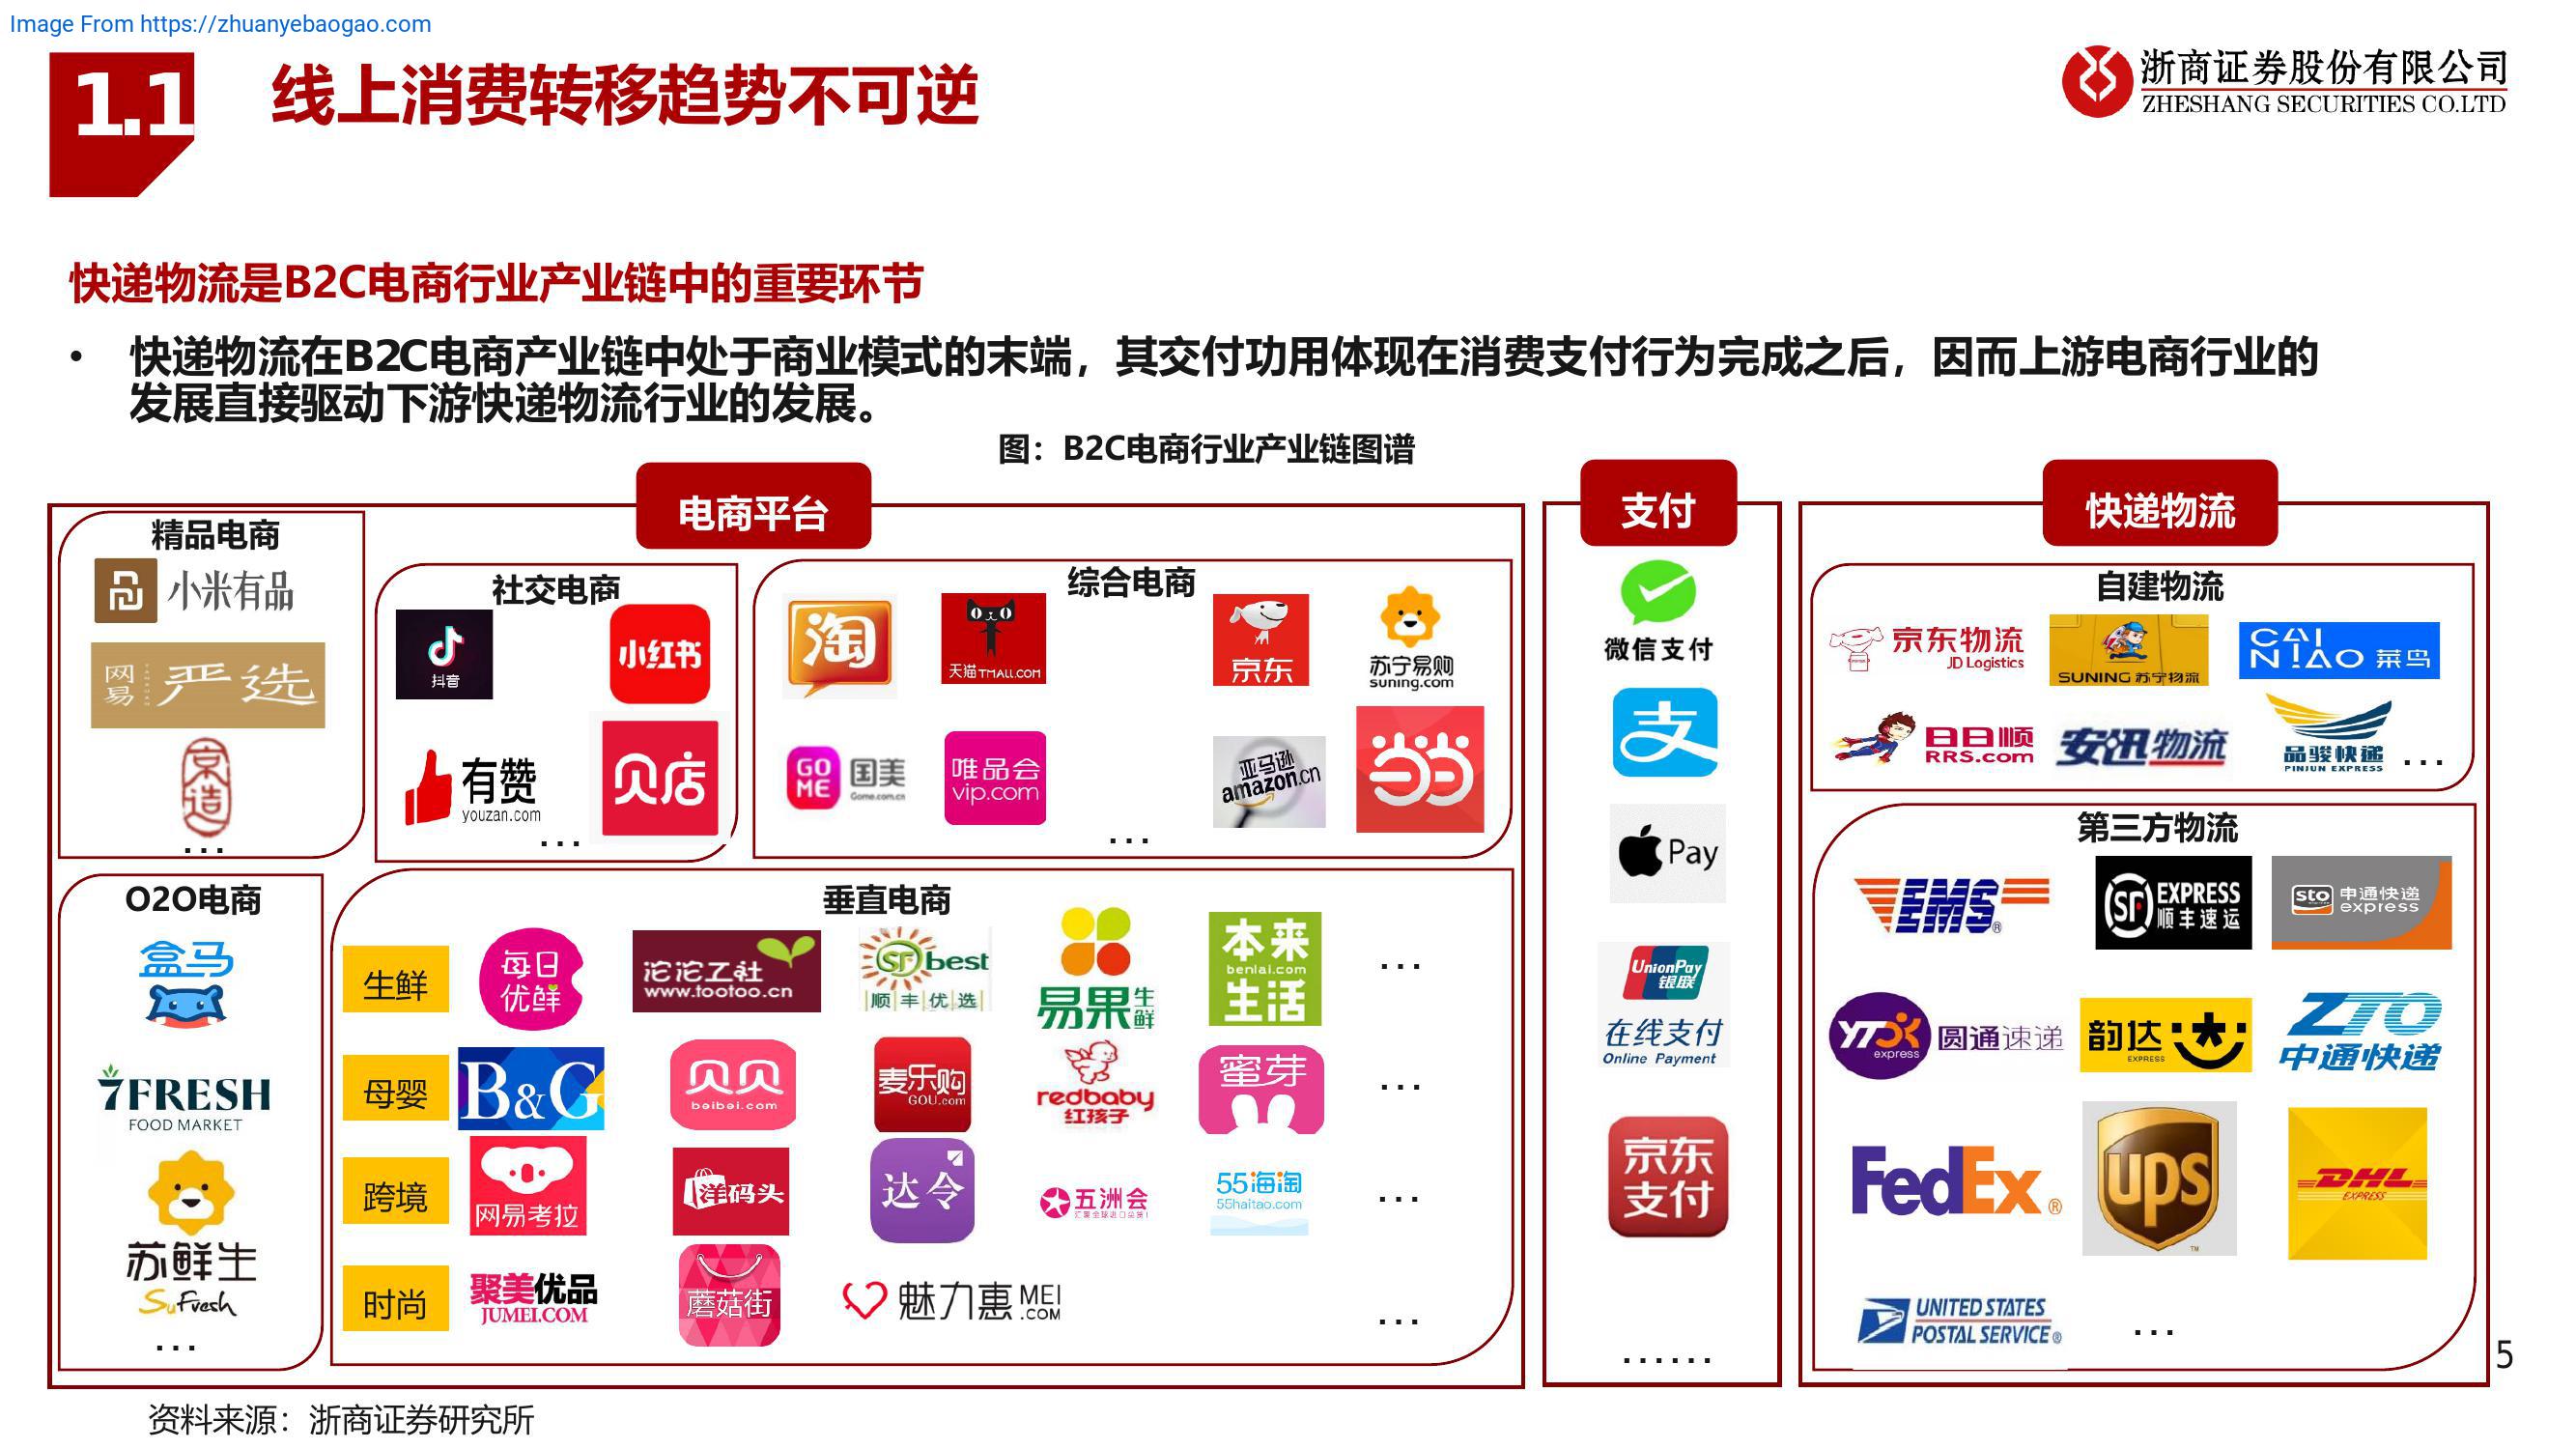 Image From https://zhuanyebaogao.com
1.1
线上消费转移趋势不可逆
浙商证券股份有限公司
ZHESHANG SECURITIES CO.LTD
快递物流是B2C电商行业产业链中的重要环节
• 快递物流在B2C电商产业链中处于商业模式的末端，其交付功用体现在消费支付行为完成之后，因而上游电商行业的
发展直接驱动下游快递物流行业的发展。
图：B2C电商行业产业链图谱
电商平台
精品电商
小米有品
网易
严选
京造
...
社交电商
抖音
小红书
有赞
youzan.com
贝店
...
综合电商
淘
天猫TMALL.COM
京东
苏宁易购
suning.com
GO
ME
国美
Gome.com.cn
唯品会
vip.com
亚马逊
amazon.cn
当当
...
O2O电商
盒马
7FRESH
FOOD MARKET
苏鲜生
SuFresh
...
垂直电商
生鲜
每日
优鲜
沱沱工社
www.tootoo.cn
SF best
顺丰优选
易果生鲜
本来
benlai.com
生活
...
母婴
B&G
贝贝
beibei.com
麦乐购
GOU.com
redbaby
红孩子
蜜芽
...
跨境
网易考拉
洋码头
达令
五洲会
55海淘
55haitao.com
...
时尚
聚美优品
JUMEI.COM
蘑菇街
魅力惠 MEI
.COM
...
支付
微信支付
支
Pay
UnionPay
银联
在线支付
Online Payment
京东
支付
......
快递物流
自建物流
京东物流
JD Logistics
SUNING 苏宁物流
CAI
NIAO 菜鸟
日日顺
RRS.com
安迅物流
品骏快递
PINJUN EXPRESS
...
第三方物流
EMS®
SF EXPRESS
顺丰速运
sto 申通快递
express
YTO
express
圆通速递
韵达
EXPRESS
ZTO
中通快递
FedEx®
ups
TM
DHL
EXPRESS
UNITED STATES
POSTAL SERVICE®
...
5
资料来源：浙商证券研究所